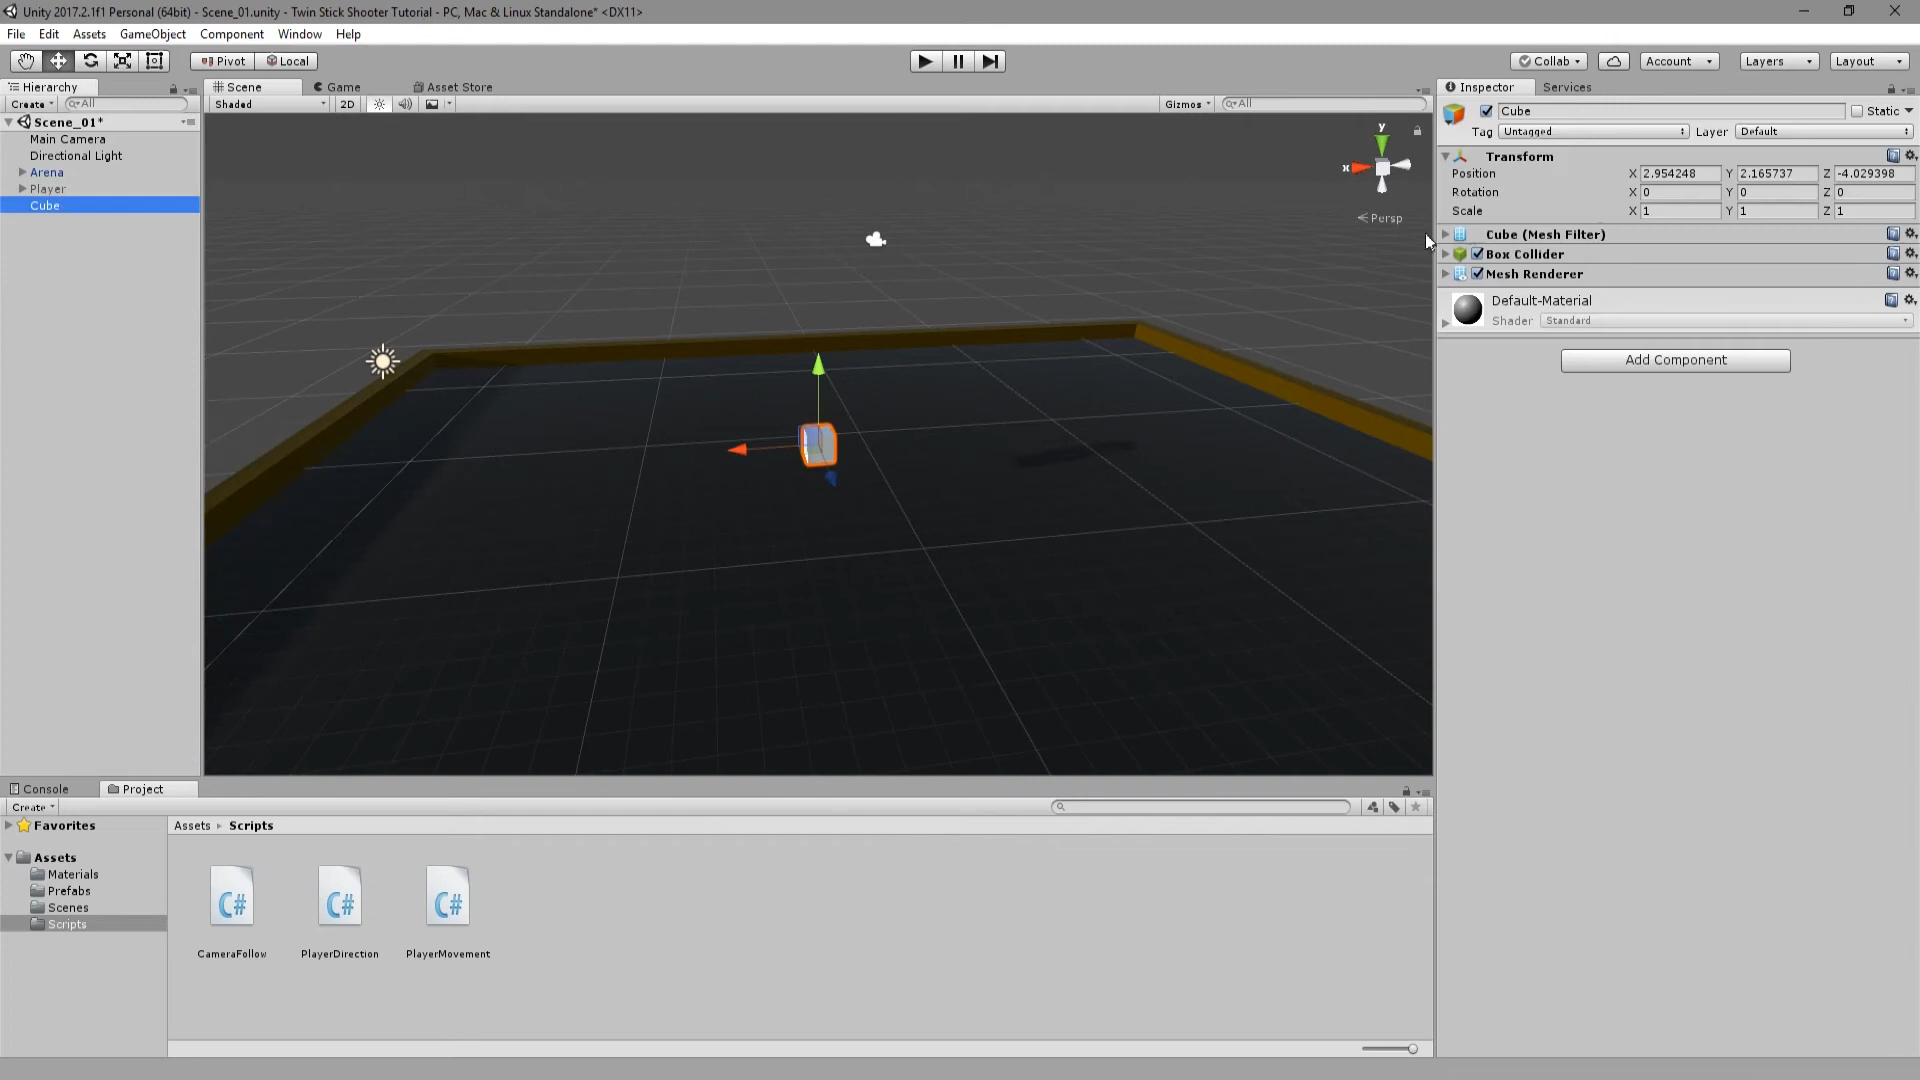 Unity 2017.2.1f1 Personal (64bit) - Scene_01.unity - Twin Stick Shooter Tutorial - PC, Mac & Linux Standalone* <DX11>
File Edit Assets GameObject Component Window Help
Pivot Local Collab Account Layers Layout
Hierarchy Scene Game Asset Store Inspector Services
Create All Shaded 2D Gizmos All
Cube Static
Tag Untagged Layer Default
Scene_01*
Main Camera
Directional Light
Arena
Player
Cube
y
x
Persp
Transform
Position X 2.954248 Y 2.165737 Z -4.029398
Rotation X 0 Y 0 Z 0
Scale X 1 Y 1 Z 1
Cube (Mesh Filter)
Box Collider
Mesh Renderer
Default-Material
Shader Standard
Add Component
Console Project
Create
Favorites
Assets
Materials
Prefabs
Scenes
Scripts
Assets Scripts
C# C# C#
CameraFollow PlayerDirection PlayerMovement